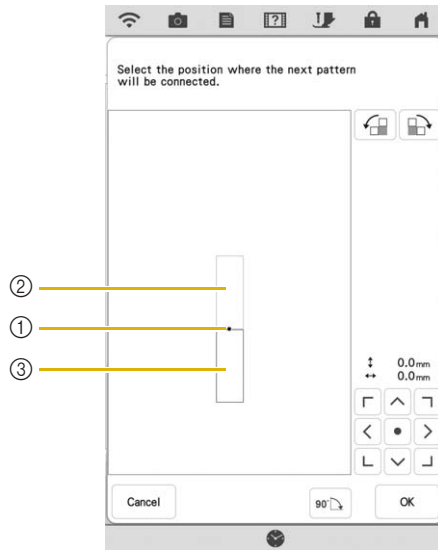 Select the position where the next pattern
will be connected.
②
①
③
0.0mm
0.0mm
Cancel
90°
OK